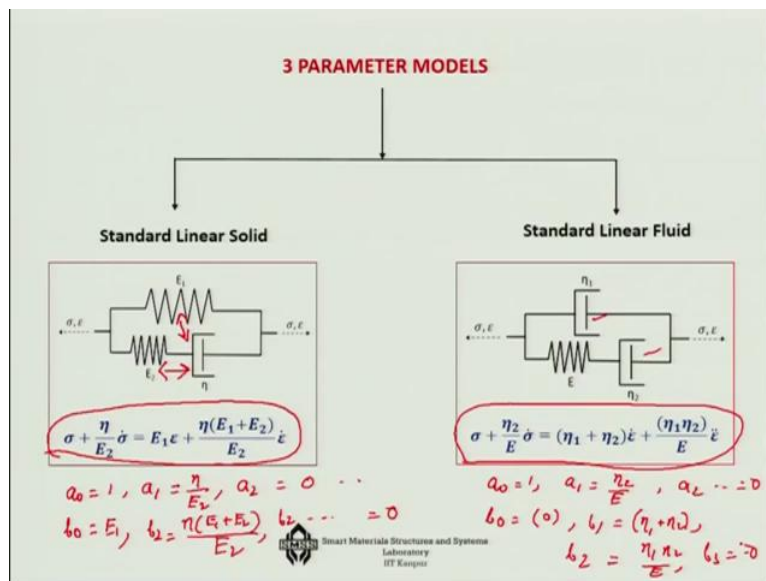 3 PARAMETER MODELS
Standard Linear Solid
E₁
σ, ε
σ, ε
E₂
η
σ + η/E₂ σ̇ = E₁ε + η(E₁+E₂)/E₂ ε̇
a₀ = 1, a₁ = η/E₂, a₂ = 0 ...
b₀ = E₁, b₂ = η(E₁+E₂)/E₂, b₂ ... = 0
Standard Linear Fluid
η₁
σ, ε
σ, ε
E
η₂
σ + η₂/E σ̇ = (η₁ + η₂)ε̇ + (η₁η₂)/E ε̈
a₀ = 1, a₁ = η₂/E, a₂ ... = 0
b₀ = (0), b₁ = (η₁+η₂),
b₂ = η₁η₂/E, b₃ = 0
SMSS
Smart Materials Structures and Systems
Laboratory
IIT Kanpur